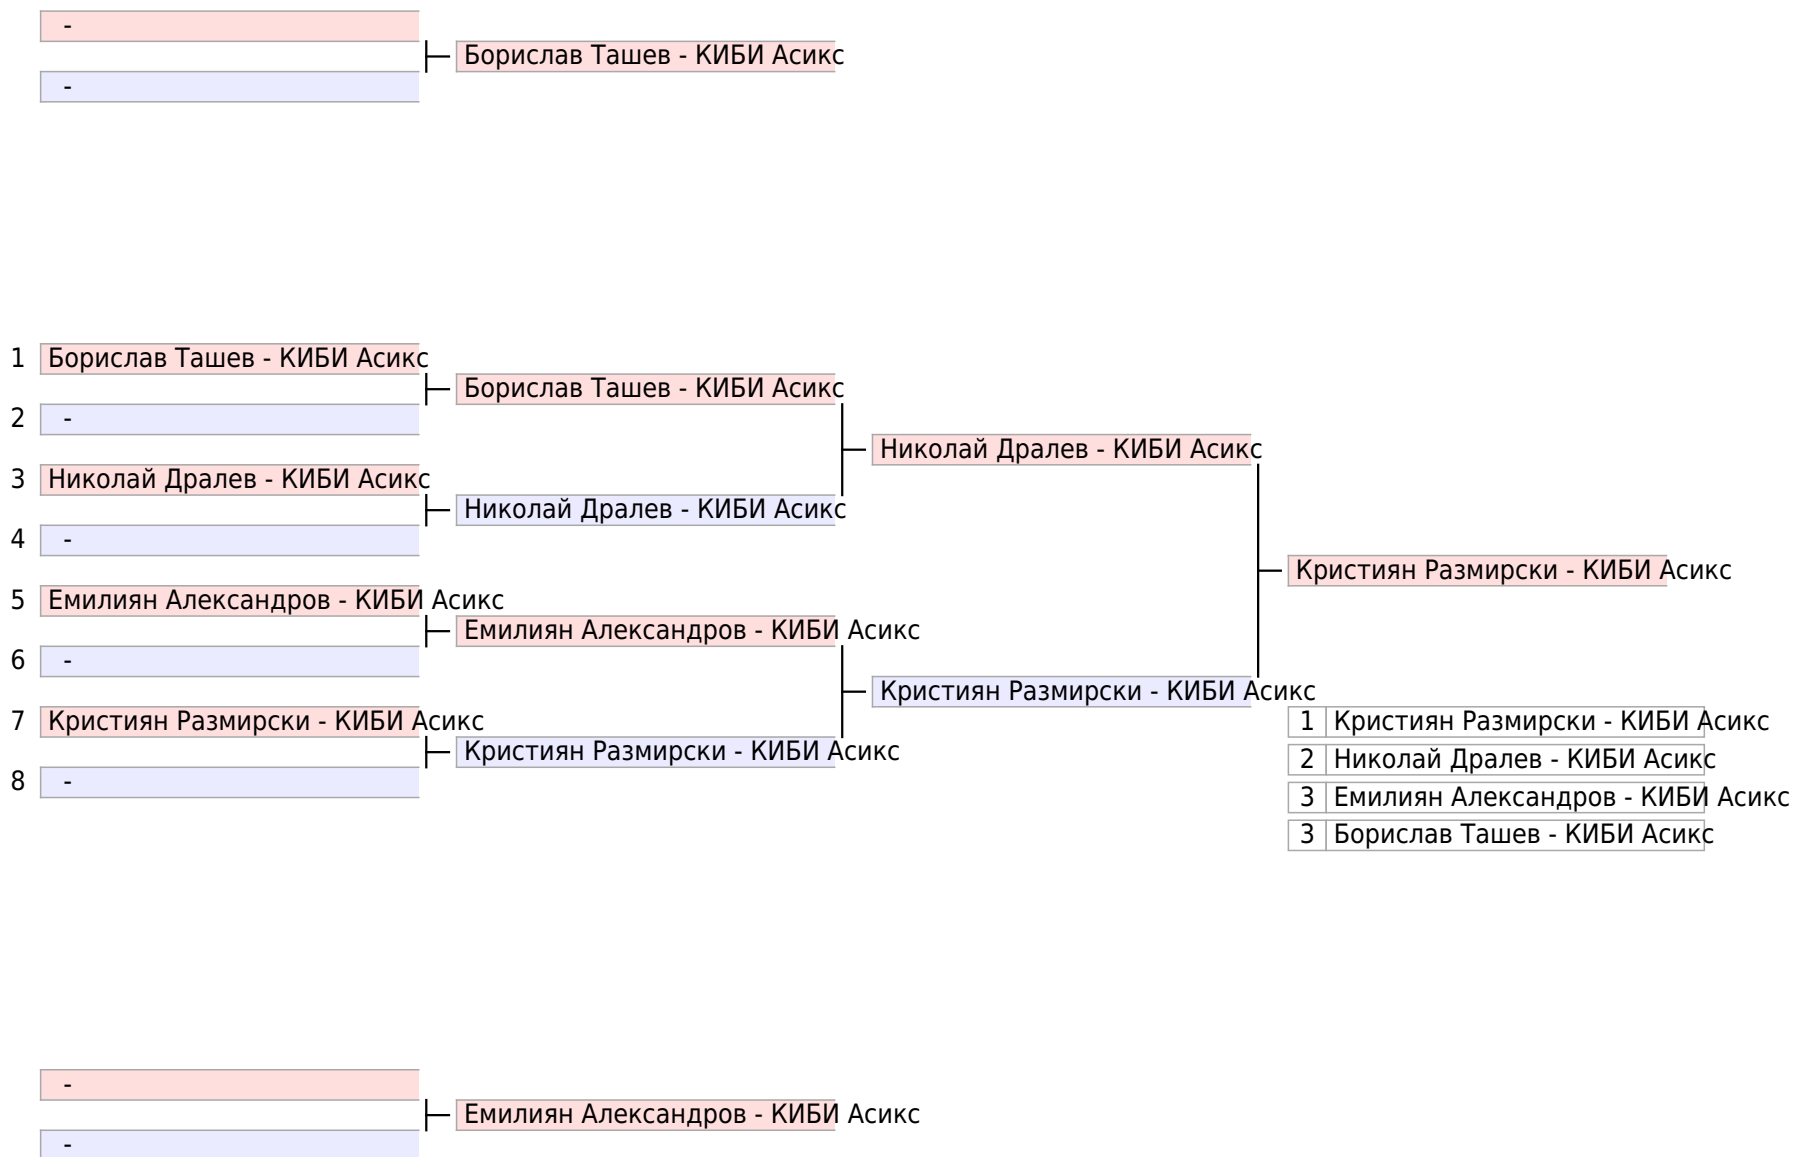 -
Борислав Ташев - КИБИ Асикс
-
1 Борислав Ташев - КИБИ Асикс
Борислав Ташев - КИБИ Асикс
2 -
Николай Дралев - КИБИ Асикс
3 Николай Дралев - КИБИ Асикс
Николай Дралев - КИБИ Асикс
4 -
Кристиян Размирски - КИБИ Асикс
5 Емилиян Александров - КИБИ Асикс
Емилиян Александров - КИБИ Асикс
6 -
Кристиян Размирски - КИБИ Асикс
7 Кристиян Размирски - КИБИ Асикс
1 Кристиян Размирски - КИБИ Асикс
Кристиян Размирски - КИБИ Асикс
2 Николай Дралев - КИБИ Асикс
8 -
3 Емилиян Александров - КИБИ Асикс
3 Борислав Ташев - КИБИ Асикс
-
Емилиян Александров - КИБИ Асикс
-